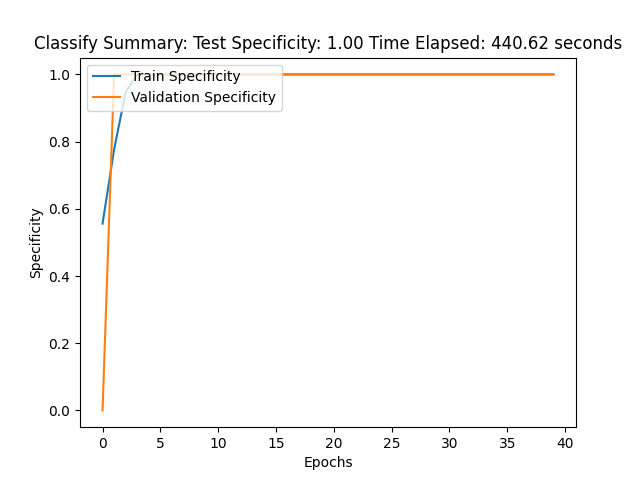 Classify Summary: Test Specificity: 1.00 Time Elapsed: 440.62 seconds
Train Specificity
Validation Specificity
1.0
0.8
0.6
0.4
0.2
0.0
Specificity
0 5 10 15 20 25 30 35 40
Epochs